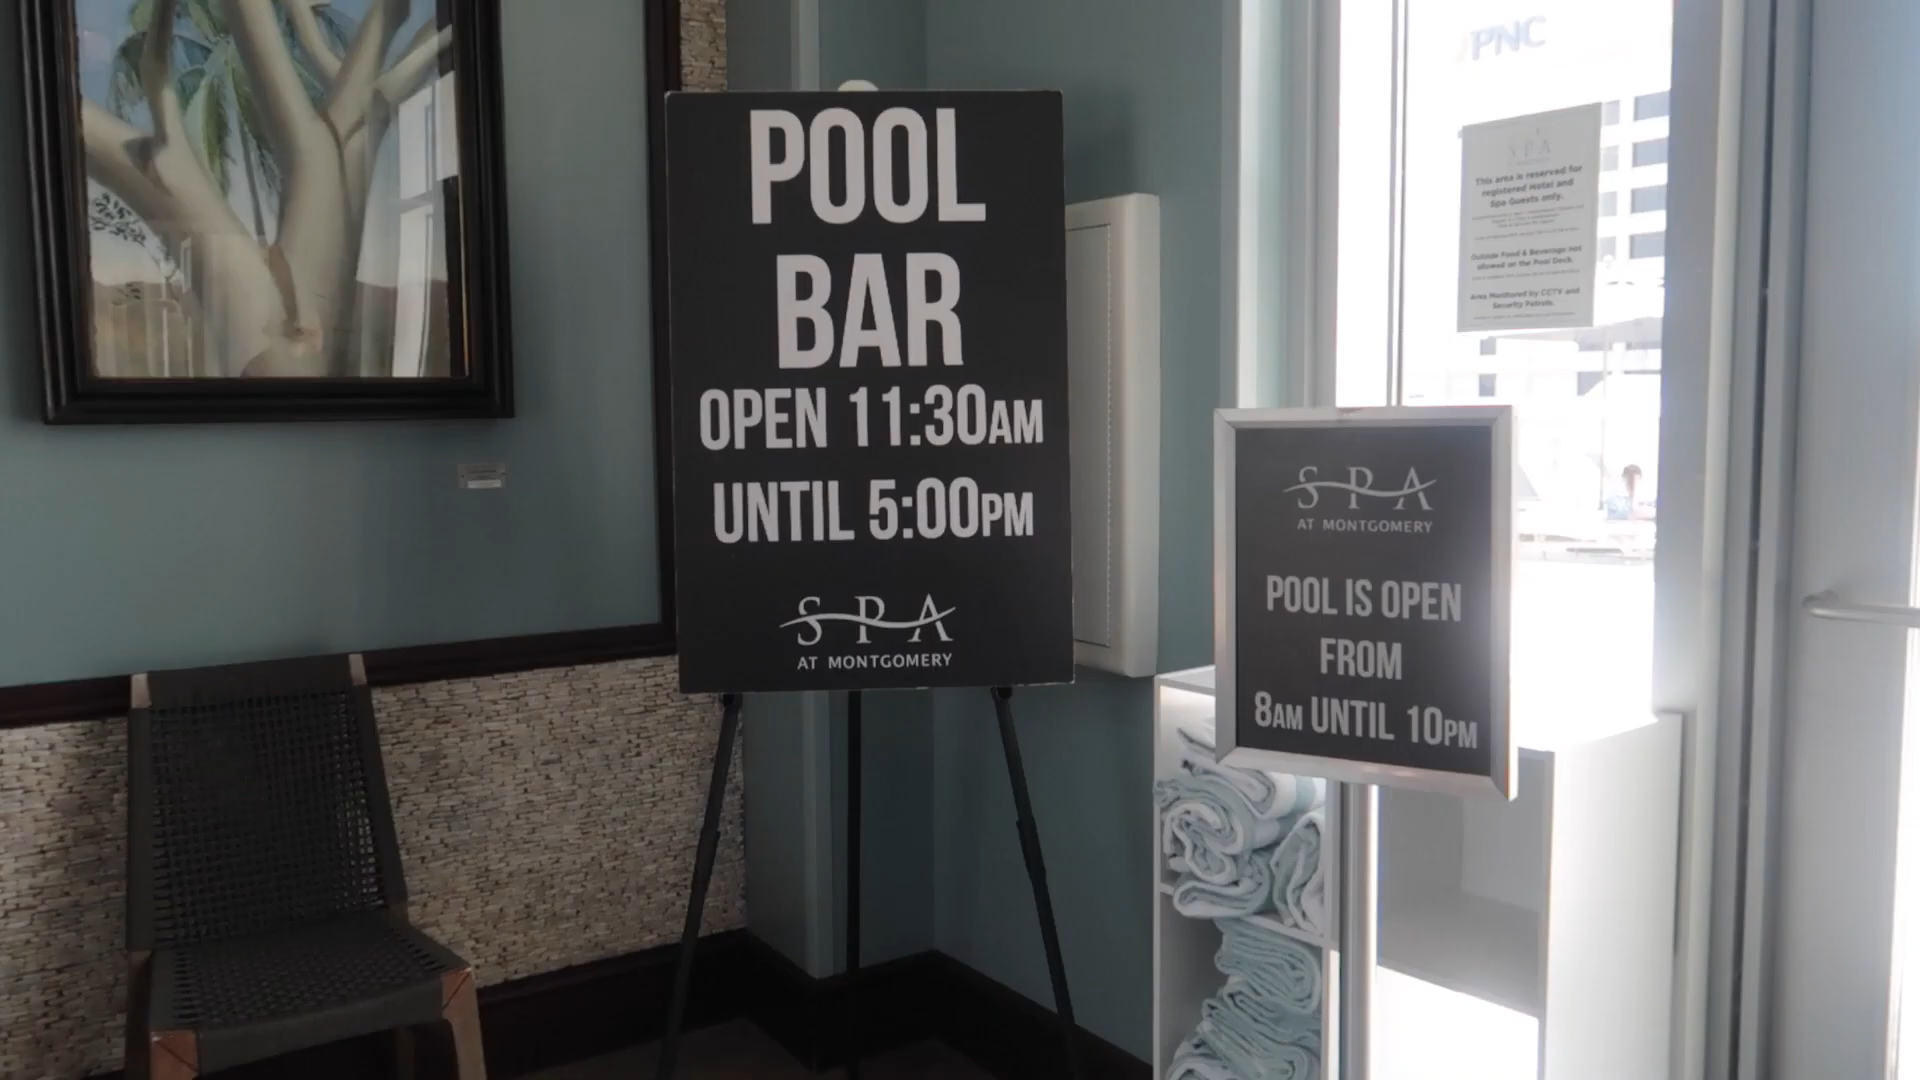 POOL
BAR
OPEN 11:30AM
UNTIL 5:00PM
SPA
AT MONTGOMERY
SPA
AT MONTGOMERY
POOL IS OPEN
FROM
8AM UNTIL 10PM
PNC
SPA
This area is reserved for
registered Hotel and
Spa Guests only.
Outside Food & Beverage not
allowed on the Pool Deck.
Area Monitored by CCTV and
Security Patrols.